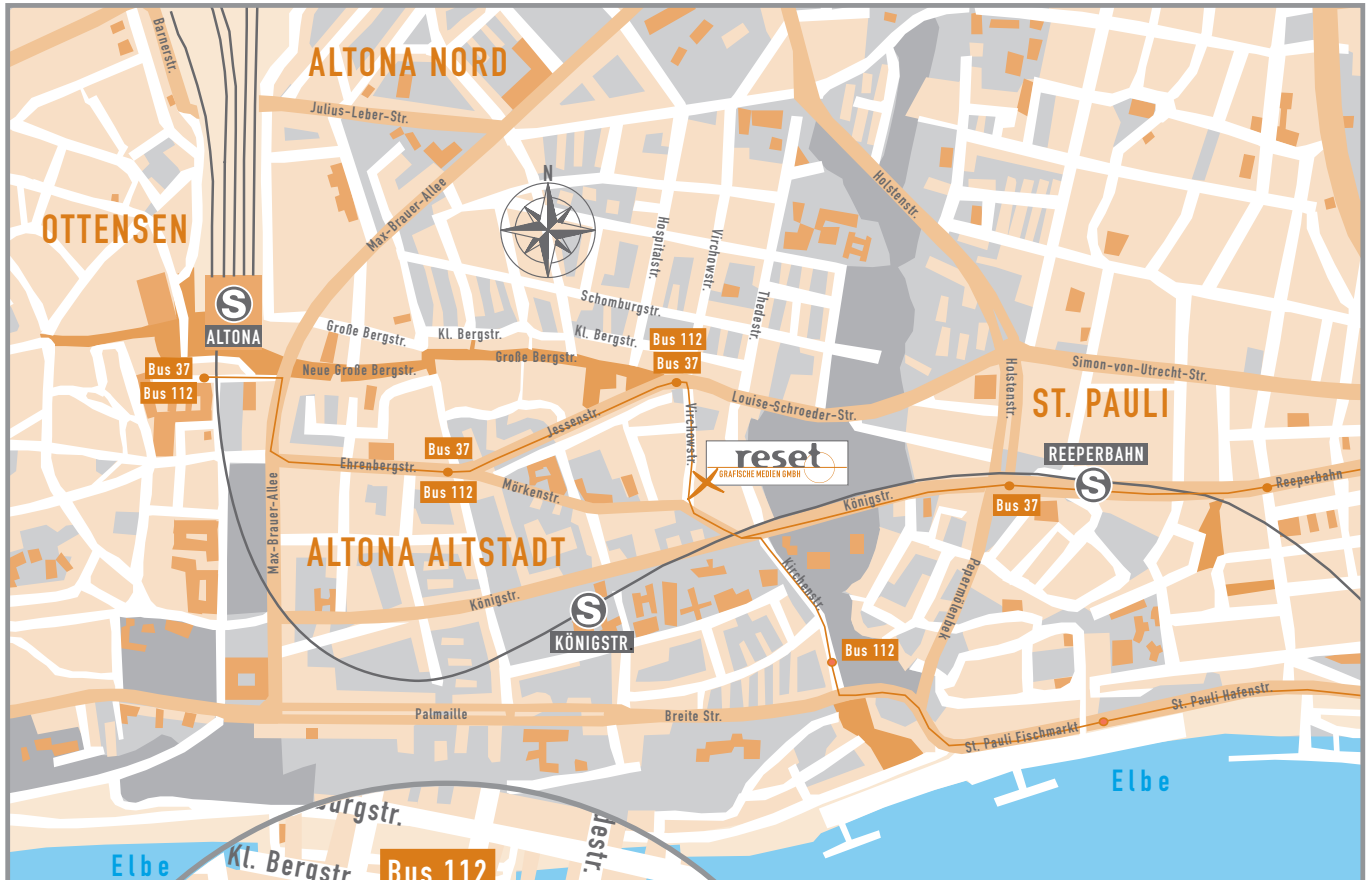 Barnerstr.
ALTONA NORD
Julius-Leber-Str.
Max-Brauer-Allee
N
Holstenstr.
OTTENSEN
Hospitalstr.
Virchowstr.
Thedestr.
Schomburgstr.
S
ALTONA
Große Bergstr.
Kl. Bergstr.
Kl. Bergstr.
Bus 112
Bus 37
Große Bergstr.
Neue Große Bergstr.
Bus 37
Bus 112
Simon-von-Utrecht-Str.
Holstenstr.
Louise-Schroeder-Str.
ST. PAULI
Virchowstr.
Jessenstr.
Bus 37
Bus 112
Ehrenbergstr.
Mörkenstr.
reset
GRAFISCHE MEDIEN GMBH
REEPERBAHN
S
Reeperbahn
Königstr.
Bus 37
Max-Brauer-Allee
ALTONA ALTSTADT
Kirchenstr.
Pepermölenbek
Königstr.
S
KÖNIGSTR.
Bus 112
Palmaille
Breite Str.
St. Pauli Hafenstr.
St. Pauli Fischmarkt
Elbe
Elbe
urgstr.
destr.
Kl. Bergstr
Bus 112